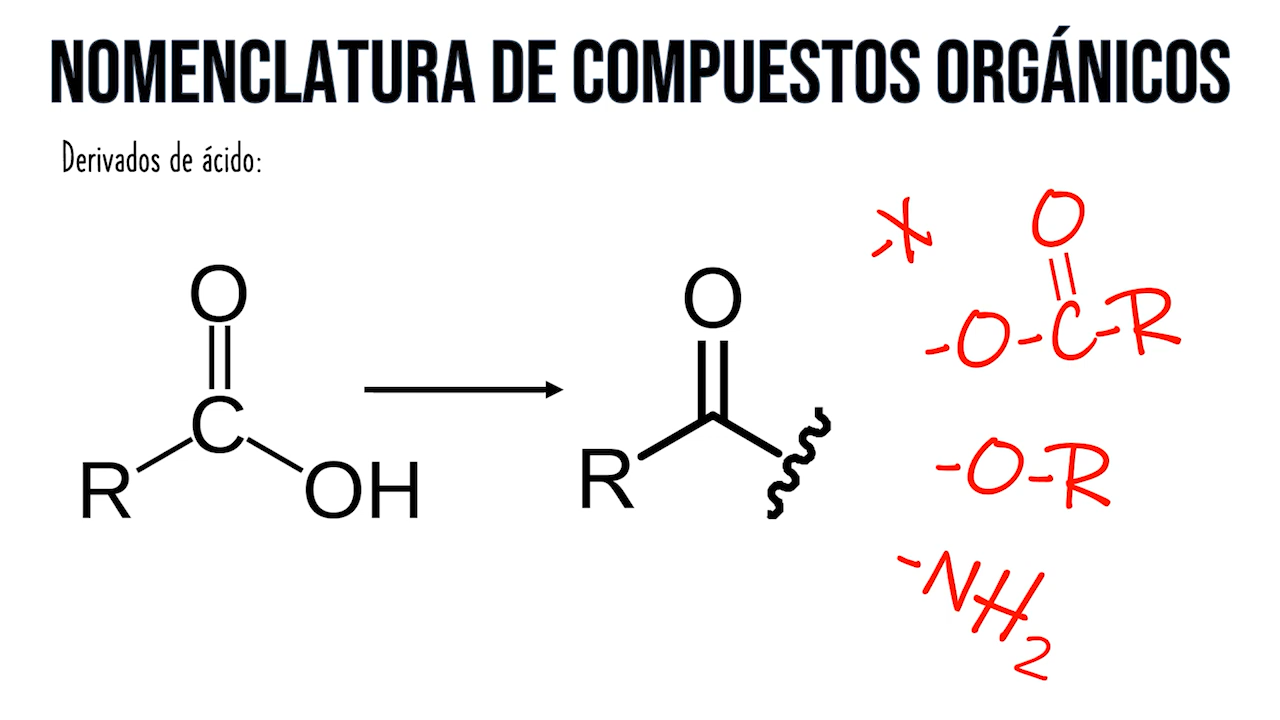 NOMENCLATURA DE COMPUESTOS ORGÁNICOS
Derivados de ácido:
O
C
R
OH
O
R
-X
O
-O-C-R
-O-R
-NH2